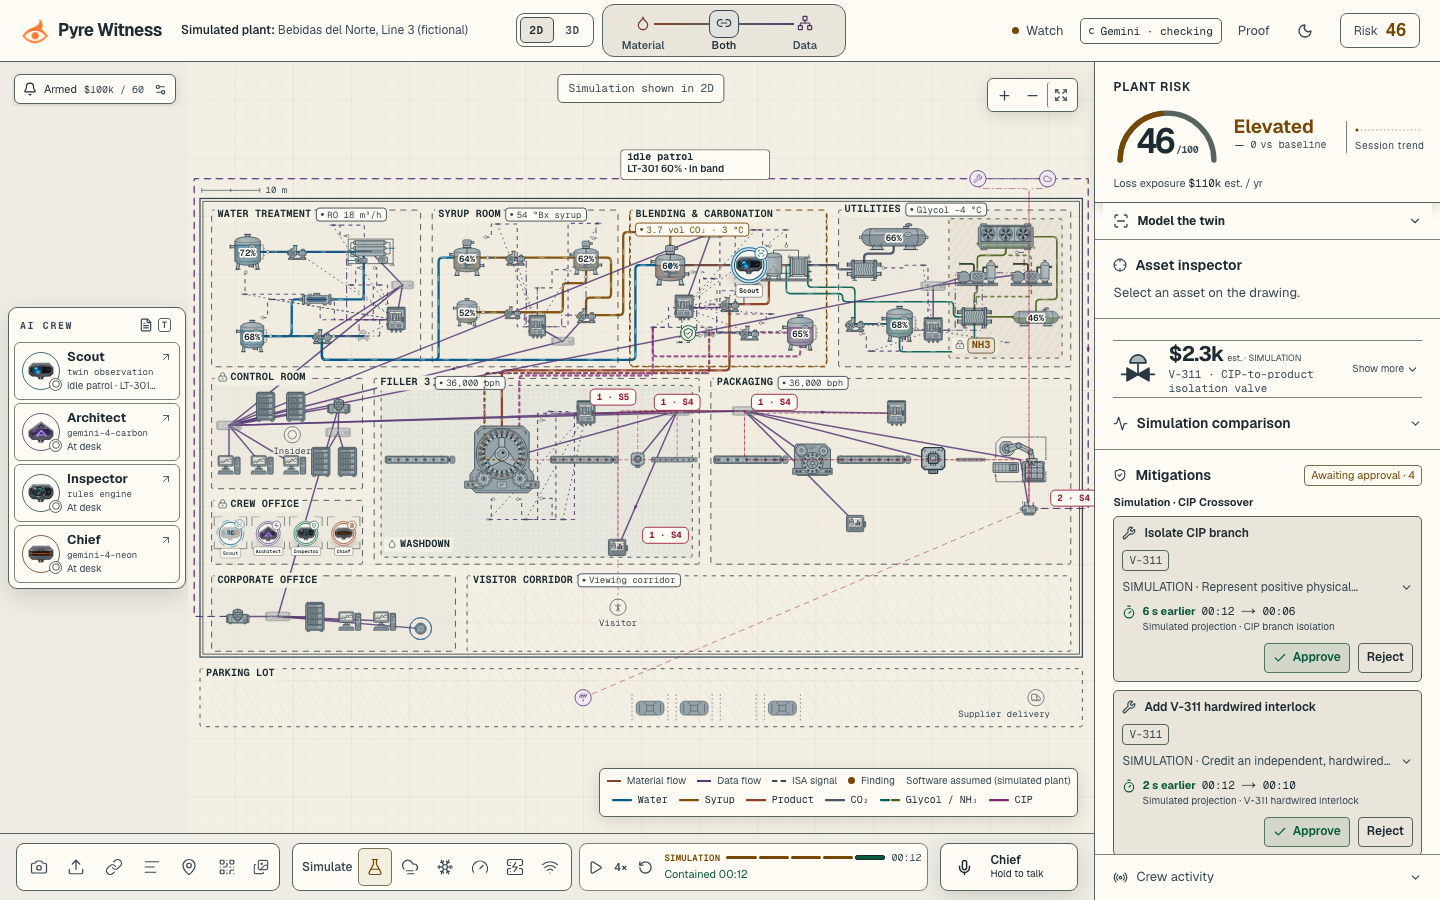 Pyre Witness
Simulated plant: Bebidas del Norte, Line 3 (fictional)
2D 3D
Material Both Data
Watch
Gemini · checking
Proof
Risk 46
Armed $100k / 60
Simulation shown in 2D
idle patrol
LT-301 60% · in band
10 m
WATER TREATMENT
RO 18 m³/h
SYRUP ROOM
54 °Bx syrup
BLENDING & CARBONATION
3.7 vol CO₂ · 3 °C
UTILITIES
Glycol −4 °C
72%
68%
64%
62%
52%
60%
Scout
65%
66%
68%
46%
NH3
CONTROL ROOM
Insider
FILLER 3
36,000 bph
1 · S5
1 · S4
PACKAGING
36,000 bph
1 · S4
2 · S4
1 · S4
WASHDOWN
CREW OFFICE
Scout
Architect
Inspector
Chief
CORPORATE OFFICE
VISITOR CORRIDOR
Viewing corridor
Visitor
PARKING LOT
Supplier delivery
AI CREW
T
Scout
twin observation
idle patrol · LT-301...
Architect
gemini-4-carbon
At desk
Inspector
rules engine
At desk
Chief
gemini-4-neon
At desk
Material flow
Data flow
ISA signal
Finding
Software assumed (simulated plant)
Water
Syrup
Product
CO₂
Glycol / NH₃
CIP
Simulate
4×
SIMULATION
00:12
Contained 00:12
Chief
Hold to talk
PLANT RISK
46 /100
Elevated
— 0 vs baseline
Session trend
Loss exposure $110k est. / yr
Model the twin
Asset inspector
Select an asset on the drawing.
$2.3k est. · SIMULATION
V-311 · CIP-to-product
isolation valve
Show more
Simulation comparison
Mitigations
Awaiting approval · 4
Simulation · CIP Crossover
Isolate CIP branch
V-311
SIMULATION · Represent positive physical...
6 s earlier 00:12 → 00:06
Simulated projection · CIP branch isolation
Approve
Reject
Add V-311 hardwired interlock
V-311
SIMULATION · Credit an independent, hardwired...
2 s earlier 00:12 → 00:10
Simulated projection · V-311 hardwired interlock
Approve
Reject
Crew activity